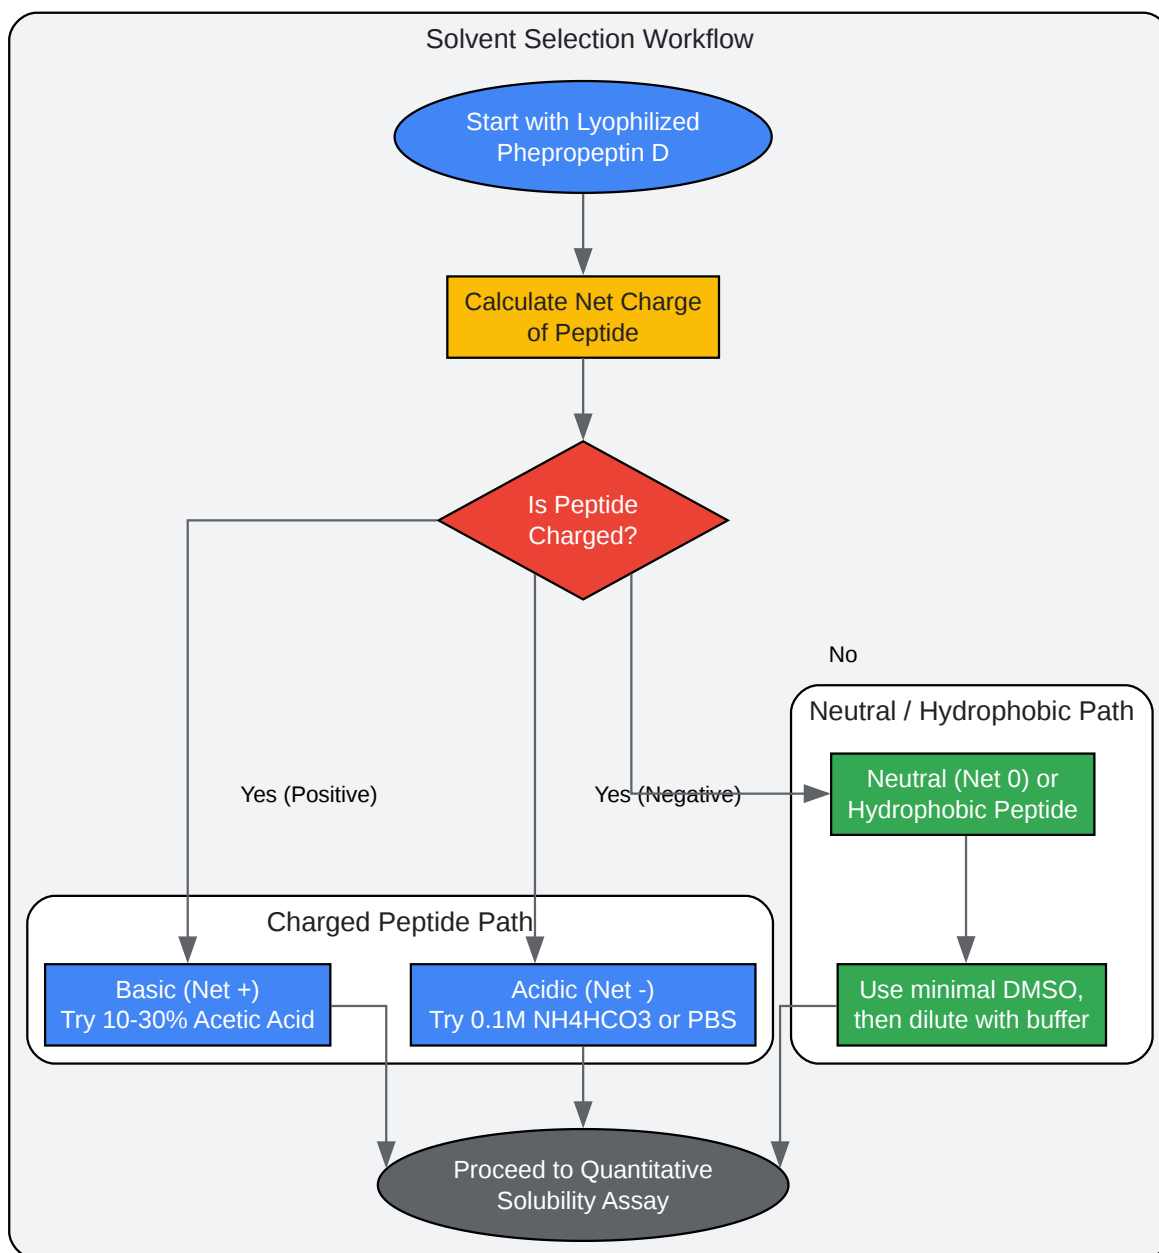 Solvent Selection Workflow
Start with Lyophilized
Phepropeptin D
Calculate Net Charge
of Peptide
Is Peptide
Charged?
No
Neutral / Hydrophobic Path
Neutral (Net 0) or
Hydrophobic Peptide
Yes (Positive)
Yes (Negative)
Charged Peptide Path
Basic (Net +)
Try 10-30% Acetic Acid
Acidic (Net -)
Try 0.1M NH4HCO3 or PBS
Use minimal DMSO,
then dilute with buffer
Proceed to Quantitative
Solubility Assay